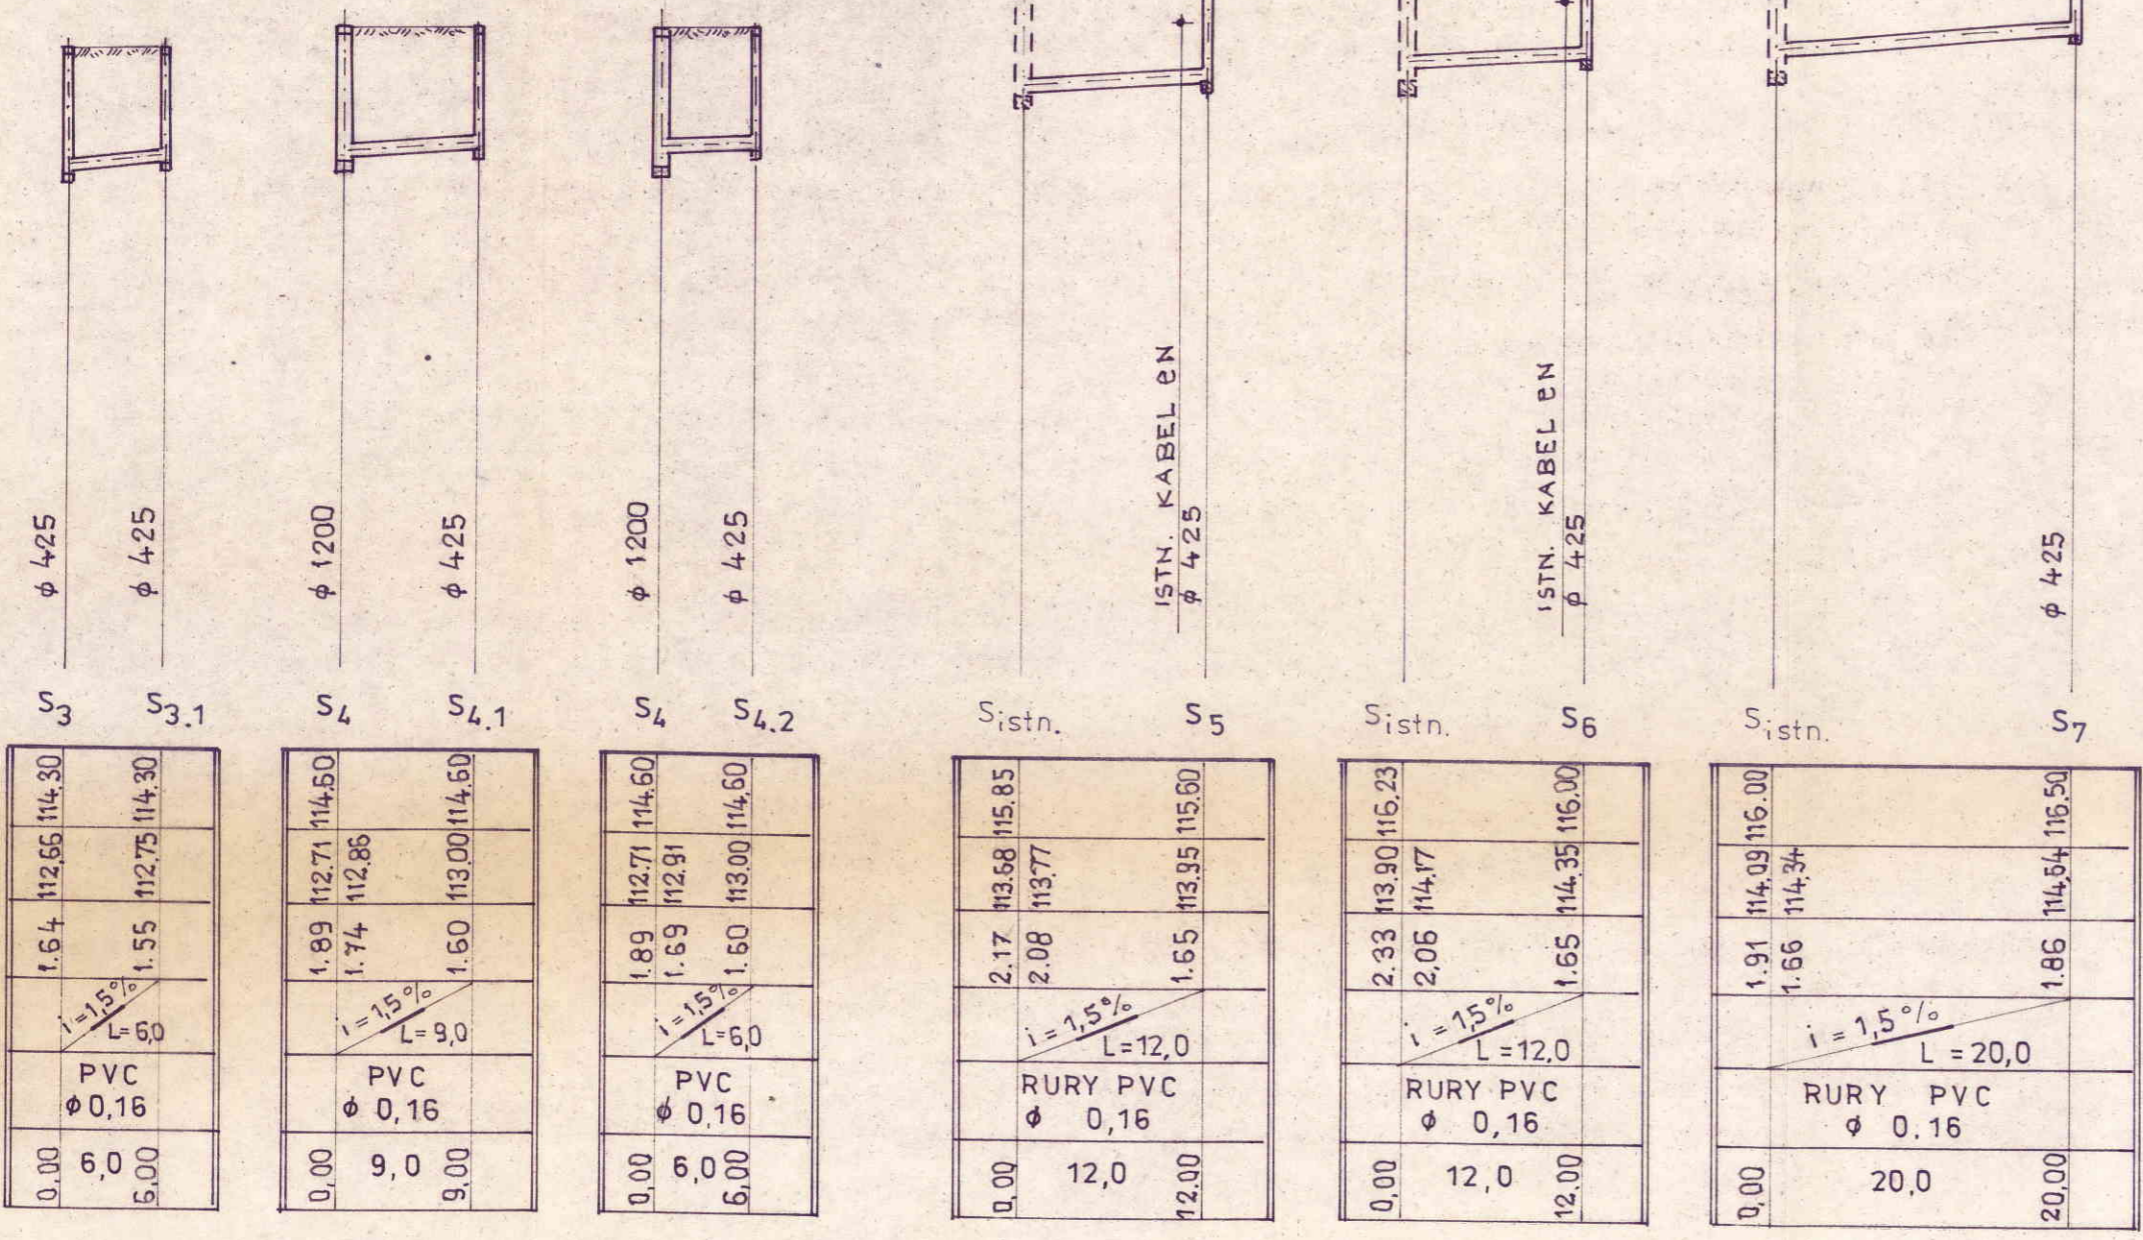 φ 425
φ 425
φ 1200
φ 425
φ 1200
φ 425
ISTN. KABEL eN
φ 425
ISTN. KABEL eN
φ 425
φ 425
S3 S3.1
114,30 114,30
112,66 112,75
1.64 1.55
i=1,5%
L=6,0
PVC
φ 0,16
0,00 6,0 6,00
S4 S4.1
114.60 114.60
112.71 112.86 113.00
1.89 1.74 1.60
i=1,5%
L=9,0
PVC
φ 0,16
0,00 9,0 9,00
S4 S4.2
114.60 114,60
112.71 112.91 113.00
1.89 1.69 1.60
i=1,5%
L=6,0
PVC
φ 0,16
0,00 6,0 6,00
Sistn. S5
115.85 115.60
113.68 113.77 113.95
2.17 2.08 1.65
i=1,5%
L=12,0
RURY PVC
φ 0,16
0,00 12,0 12.00
Sistn. S6
116,23 116.00
113.90 114,17 114.35
2.33 2,06 1.65
i=1,5%
L=12,0
RURY PVC
φ 0,16
0,00 12,0 12.00
Sistn. S7
116.00 116.50
114,09 114,34 114,64
1.91 1.66 1.86
i=1,5%
L=20,0
RURY PVC
φ 0.16
0,00 20,0 20,00